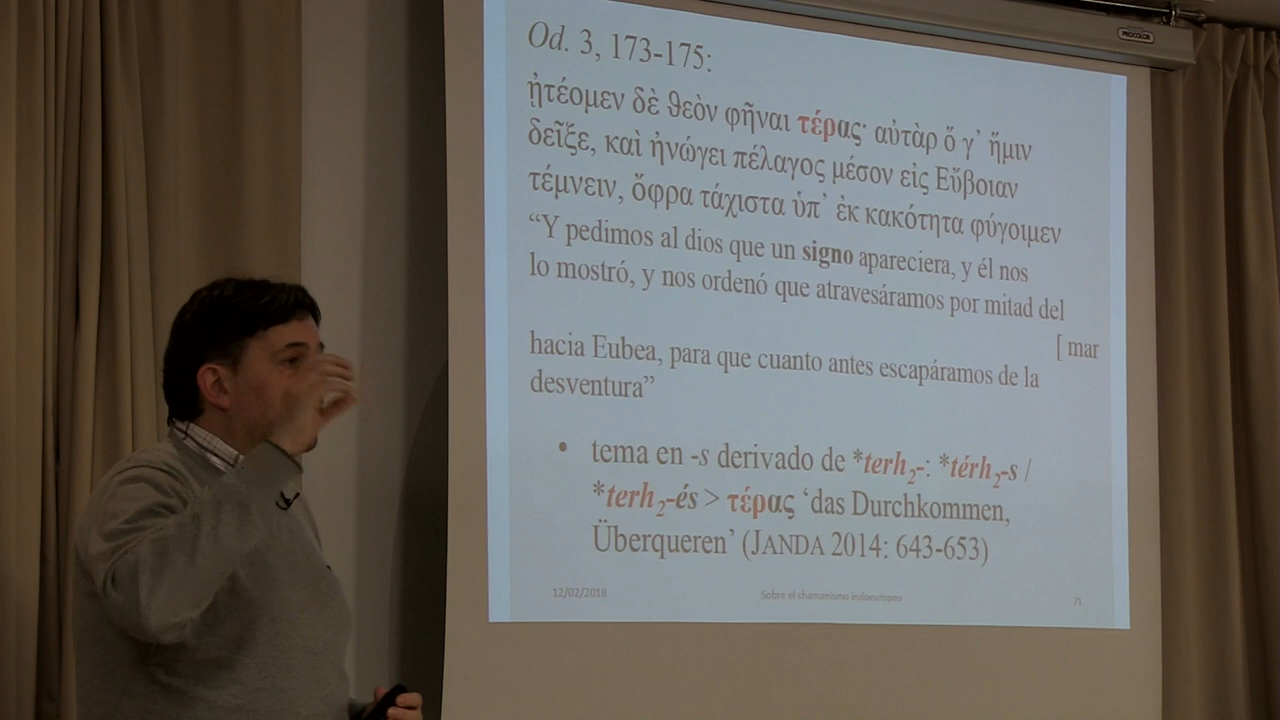 PROCOLOR
Od. 3, 173-175:
ᾐτέομεν δὲ θεὸν φῆναι τέρας· αὐτὰρ ὅ γ᾽ ἥμιν
δεῖξε, καὶ ἠνώγει πέλαγος μέσον εἰς Εὔβοιαν
τέμνειν, ὄφρα τάχιστα ὑπ᾽ ἐκ κακότητα φύγοιμεν
“Y pedimos al dios que un signo apareciera, y él nos
lo mostró, y nos ordenó que atravesáramos por mitad del
[ mar
hacia Eubea, para que cuanto antes escapáramos de la
desventura”
• tema en -s derivado de *terh₂-: *térh₂-s /
*terh₂-és > τέρας ‘das Durchkommen,
Überqueren’ (JANDA 2014: 643-653)
12/02/2018 Sobre el chamanismo indoeuropeo 71